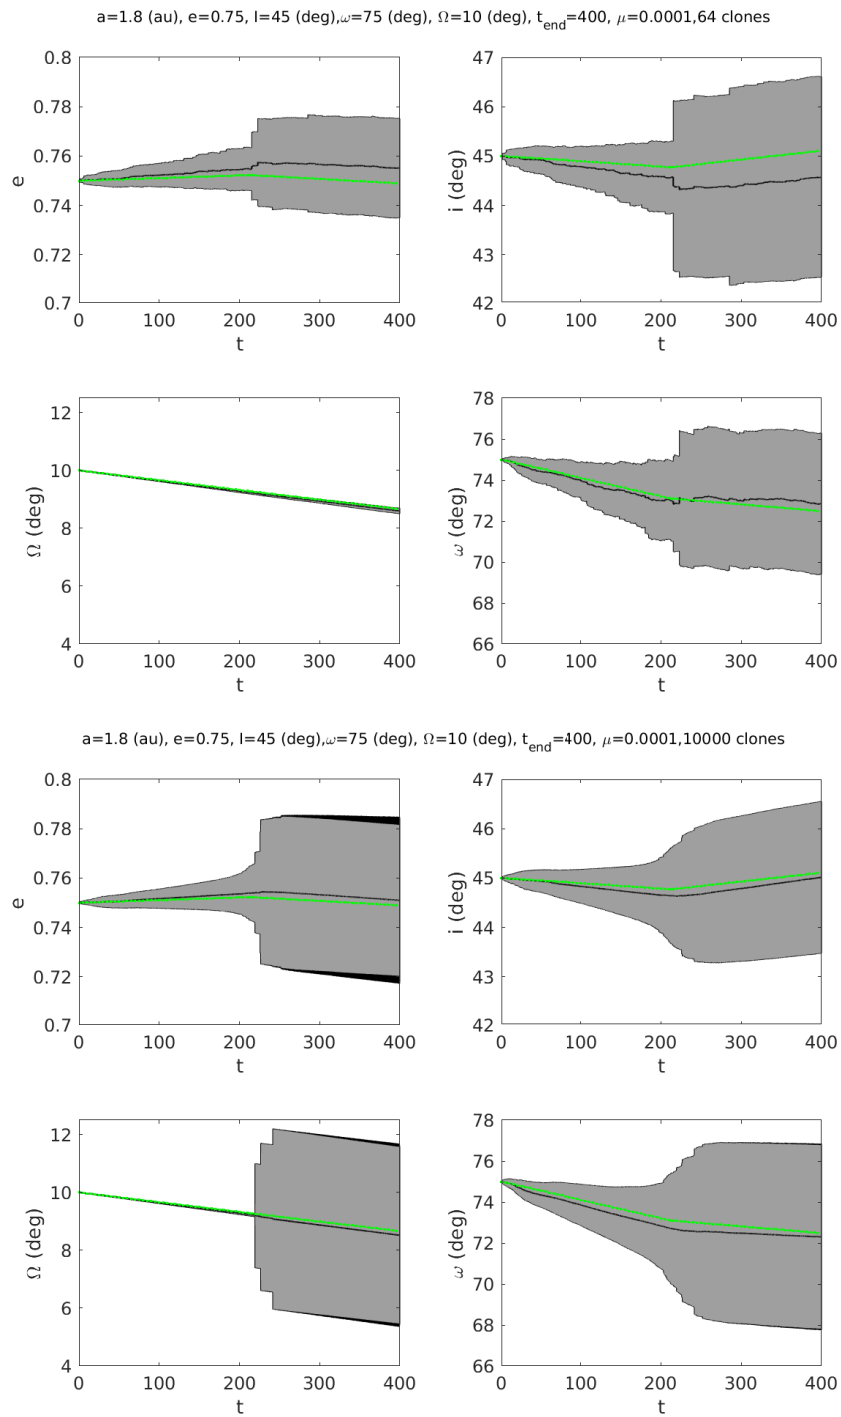 a=1.8 (au), e=0.75, I=45 (deg),ω=75 (deg), Ω=10 (deg), t_end=400, μ=0.0001,64 clones
0.8
0.78
0.76
0.74
0.72
0.7
e
0 100 200 300 400
t
47
46
45
44
43
42
i (deg)
0 100 200 300 400
t
12
10
8
6
4
Ω (deg)
0 100 200 300 400
t
78
76
74
72
70
68
66
ω (deg)
0 100 200 300 400
t
a=1.8 (au), e=0.75, I=45 (deg),ω=75 (deg), Ω=10 (deg), t_end=400, μ=0.0001,10000 clones
0.8
0.78
0.76
0.74
0.72
0.7
e
0 100 200 300 400
t
47
46
45
44
43
42
i (deg)
0 100 200 300 400
t
12
10
8
6
4
Ω (deg)
0 100 200 300 400
t
78
76
74
72
70
68
66
ω (deg)
0 100 200 300 400
t